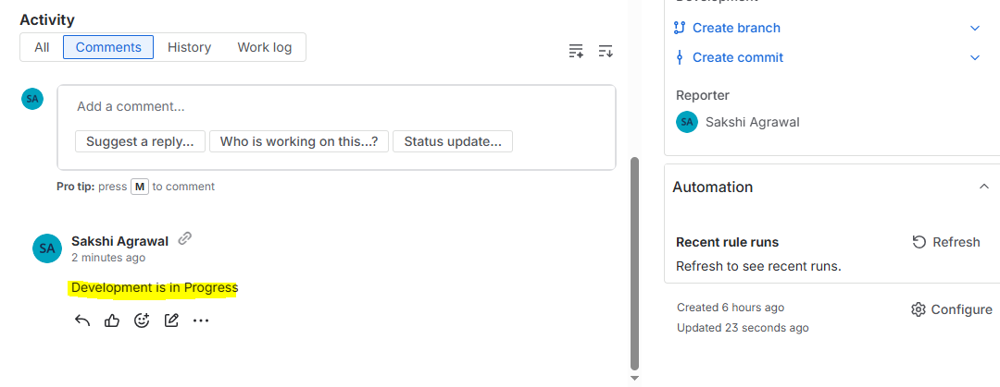 Activity
All Comments History Work log
SA
Add a comment...
Suggest a reply... Who is working on this...? Status update...
Pro tip: press M to comment
SA
Sakshi Agrawal
2 minutes ago
Development is in Progress
Create branch
Create commit
Reporter
SA Sakshi Agrawal
Automation
Recent rule runs Refresh
Refresh to see recent runs.
Created 6 hours ago
Configure
Updated 23 seconds ago